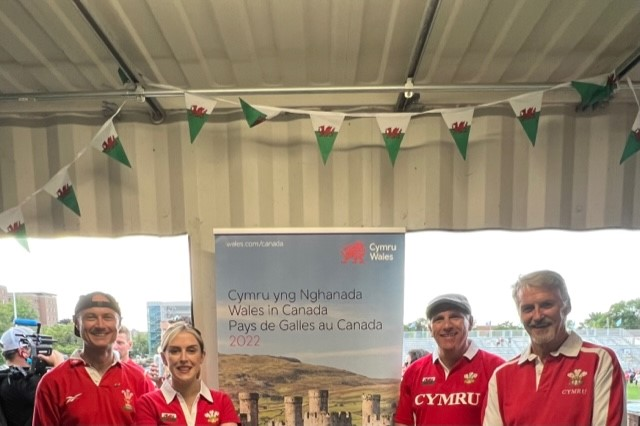 wales.com/canada
Cymru
Wales
Cymru yng Nghanada
Wales in Canada
Pays de Galles au Canada
2022
CYMRU
CYMRU